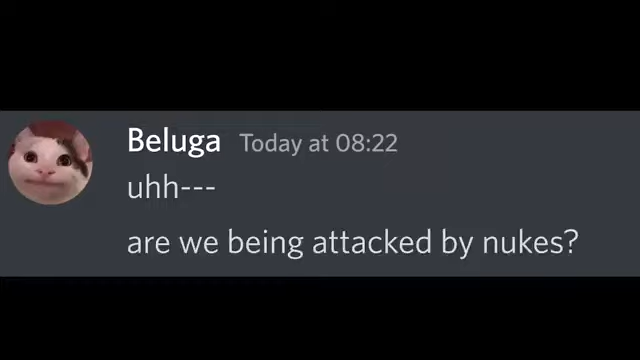 Beluga Today at 08:22
uhh---
are we being attacked by nukes?